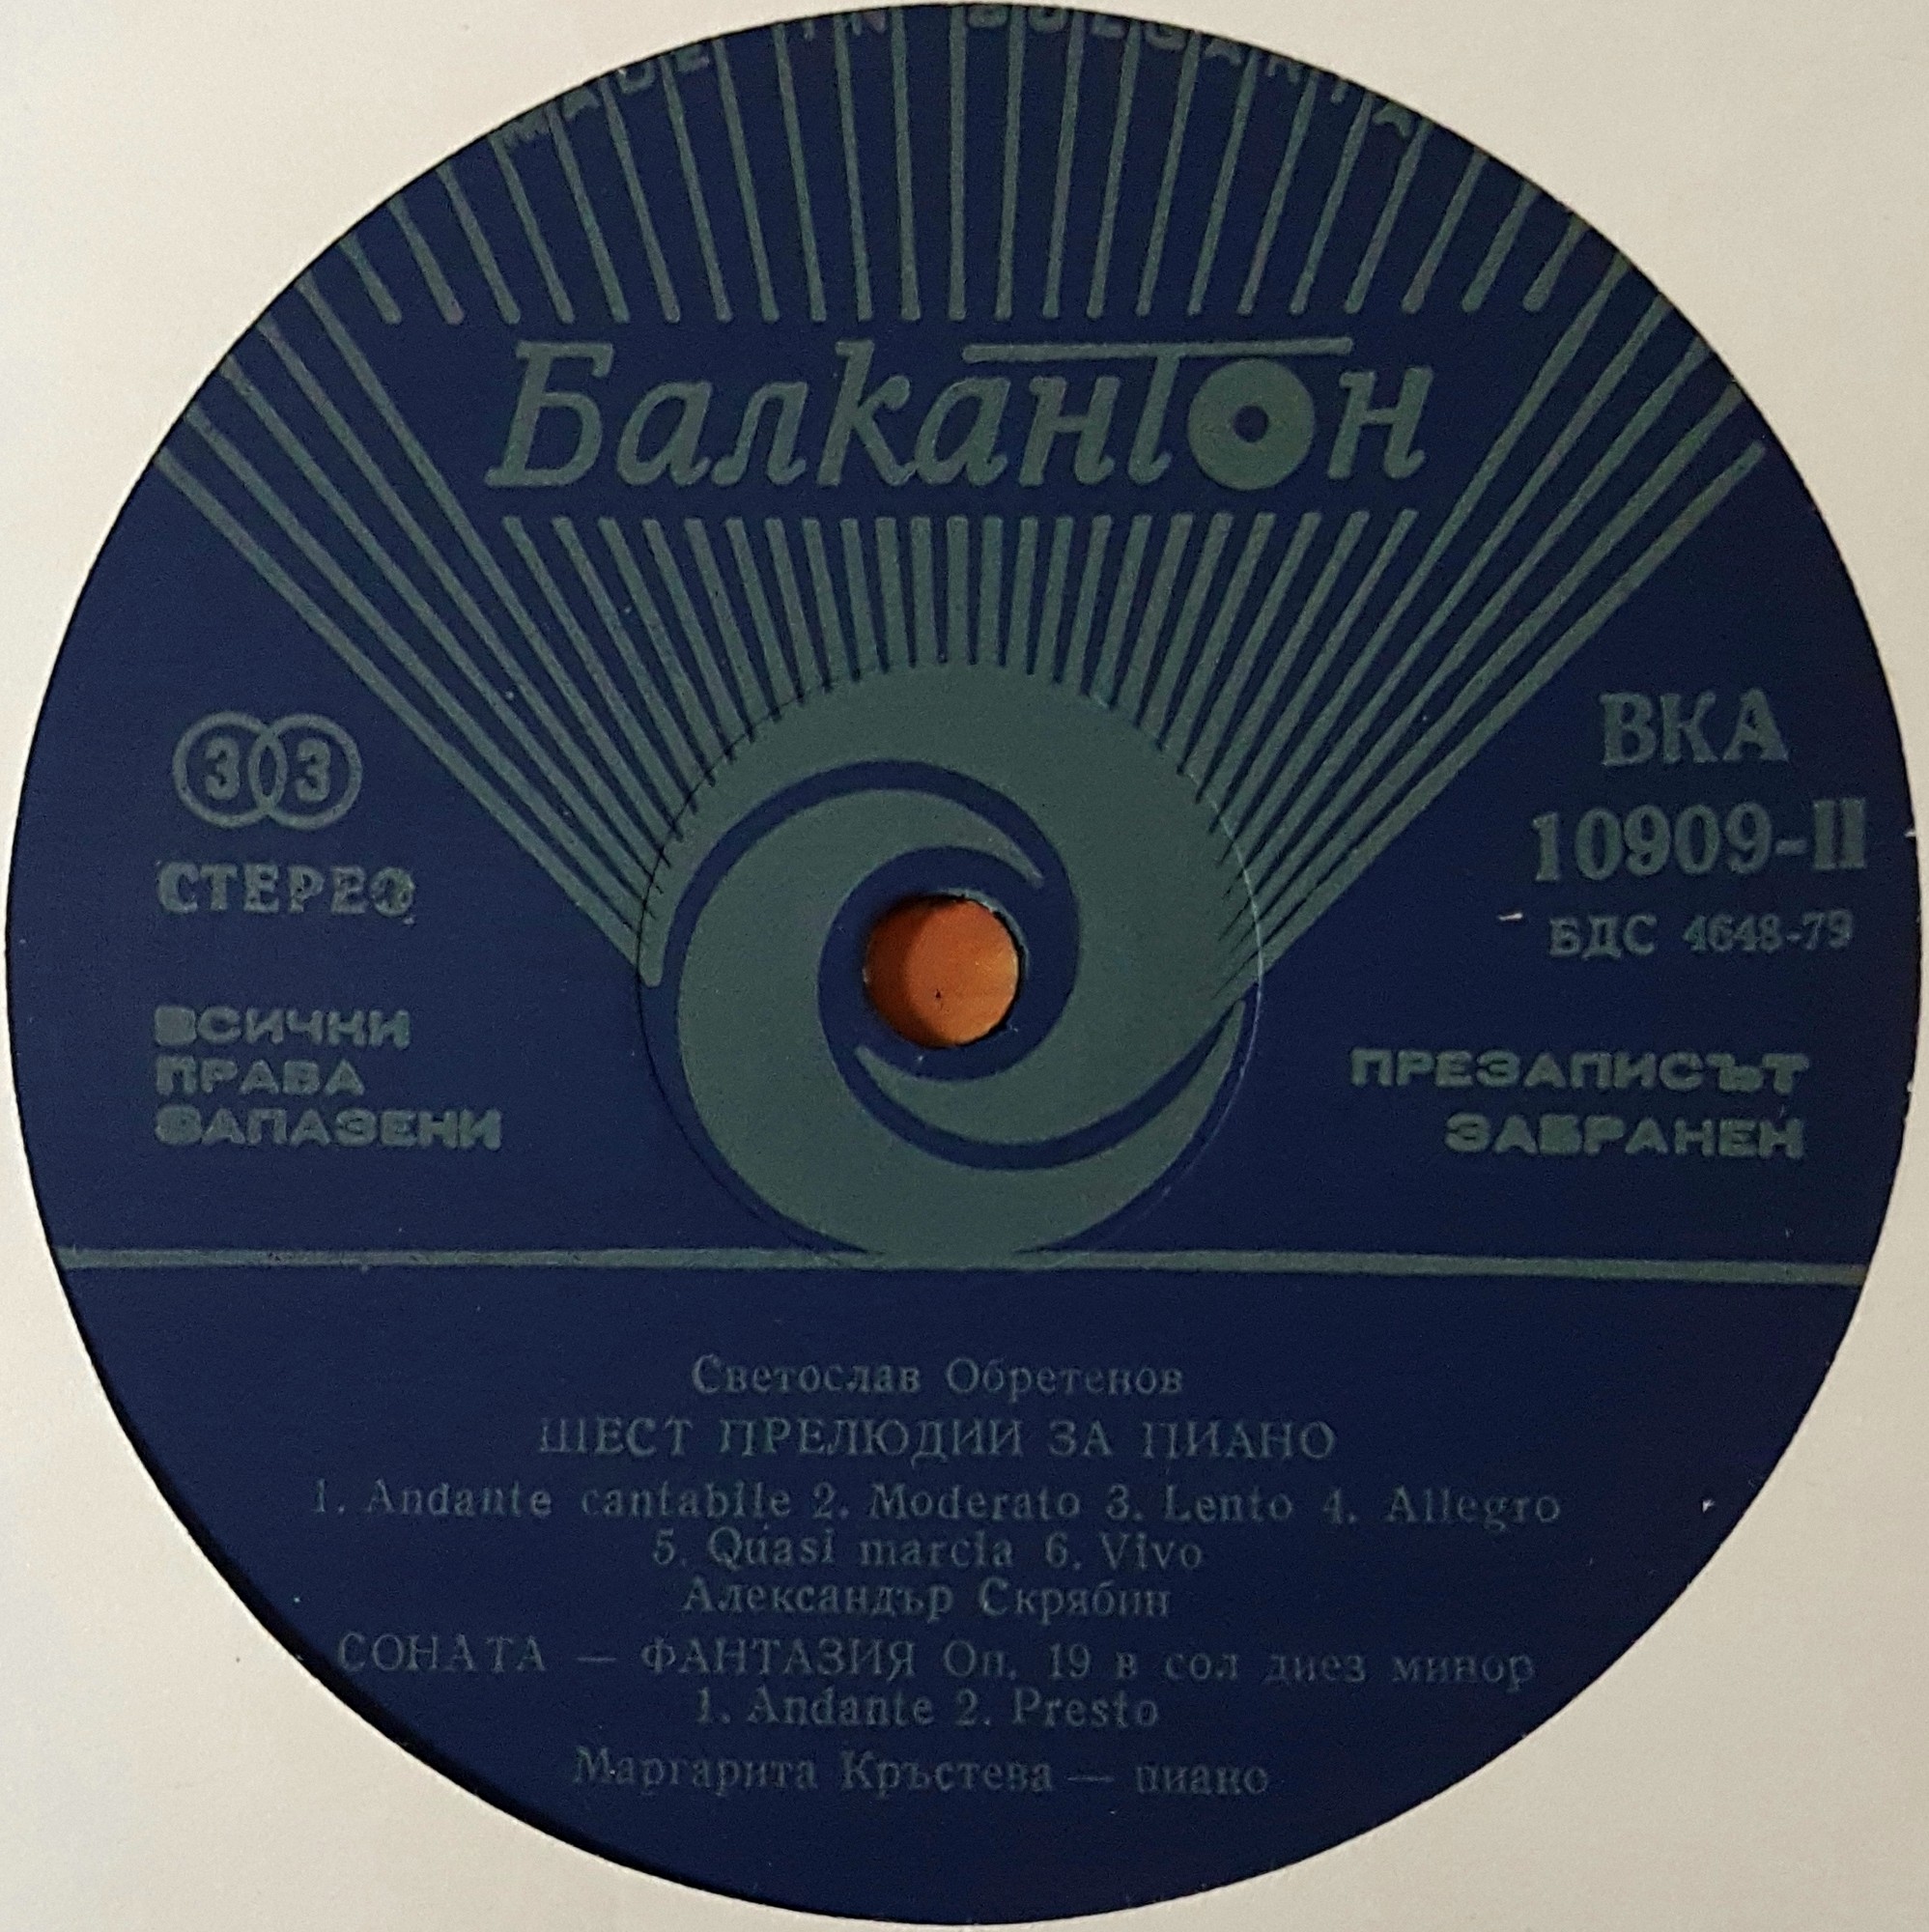 MADE IN BULGARIA
Балкантон
33
СТЕРЕО
ВСИЧКИ
ПРАВА
ЗАПАЗЕНИ
ВКА
10909-II
БДС 4648-79
ПРЕЗАПИСЪТ
ЗАБРАНЕН
Светослав Обретенов
ШЕСТ ПРЕЛЮДИИ ЗА ПИАНО
1. Andante cantabile 2. Moderato 3. Lento 4. Allegro
5. Quasi marcia 6. Vivo
Александър Скрябин
СОНАТА — ФАНТАЗИЯ Оп. 19 в сол диез минор
1. Andante 2. Presto
Маргарита Кръстева — пиано